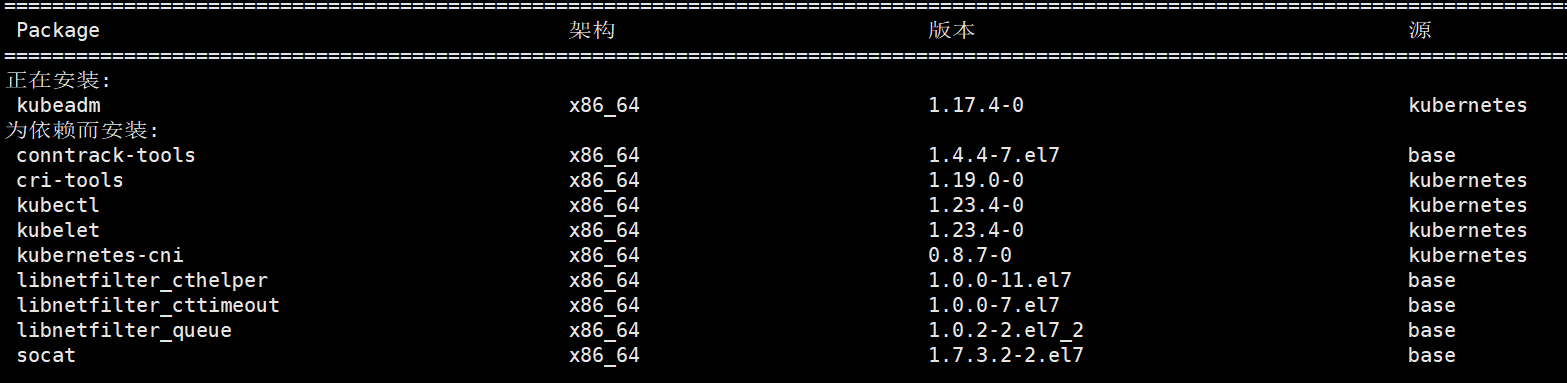 ================================================================================
Package 架构 版本 源
================================================================================
正在安装:
kubeadm x86_64 1.17.4-0 kubernetes
为依赖而安装:
conntrack-tools x86_64 1.4.4-7.el7 base
cri-tools x86_64 1.19.0-0 kubernetes
kubectl x86_64 1.23.4-0 kubernetes
kubelet x86_64 1.23.4-0 kubernetes
kubernetes-cni x86_64 0.8.7-0 kubernetes
libnetfilter_cthelper x86_64 1.0.0-11.el7 base
libnetfilter_cttimeout x86_64 1.0.0-7.el7 base
libnetfilter_queue x86_64 1.0.2-2.el7_2 base
socat x86_64 1.7.3.2-2.el7 base